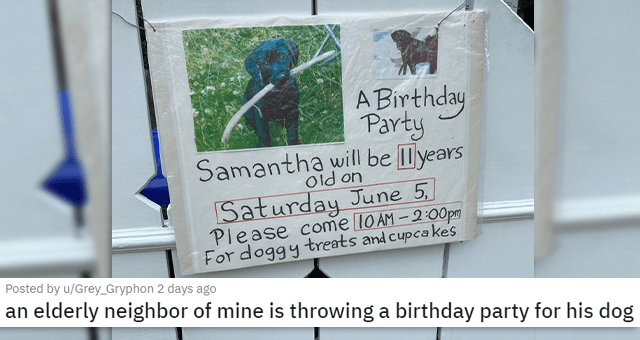 A Birthday
Party
Samantha will be 11 years
old on
Saturday June 5,
Please come 10 AM - 2:00pm
For doggy treats and cupcakes
Posted by u/Grey_Gryphon 2 days ago
an elderly neighbor of mine is throwing a birthday party for his dog